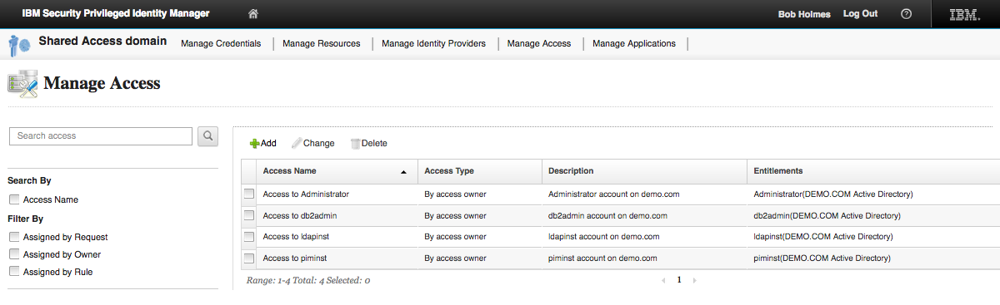 IBM Security Privileged Identity Manager Bob Holmes Log Out ? IBM.
Shared Access domain Manage Credentials Manage Resources Manage Identity Providers Manage Access Manage Applications
Manage Access
Search access
Add Change Delete
Access Name Access Type Description Entitlements
Access to Administrator By access owner Administrator account on demo.com Administrator(DEMO.COM Active Directory)
Access to db2admin By access owner db2admin account on demo.com db2admin(DEMO.COM Active Directory)
Access to ldapinst By access owner ldapinst account on demo.com ldapinst(DEMO.COM Active Directory)
Access to piminst By access owner piminst account on demo.com piminst(DEMO.COM Active Directory)
Range: 1-4 Total: 4 Selected: 0 1
Search By
Access Name
Filter By
Assigned by Request
Assigned by Owner
Assigned by Rule